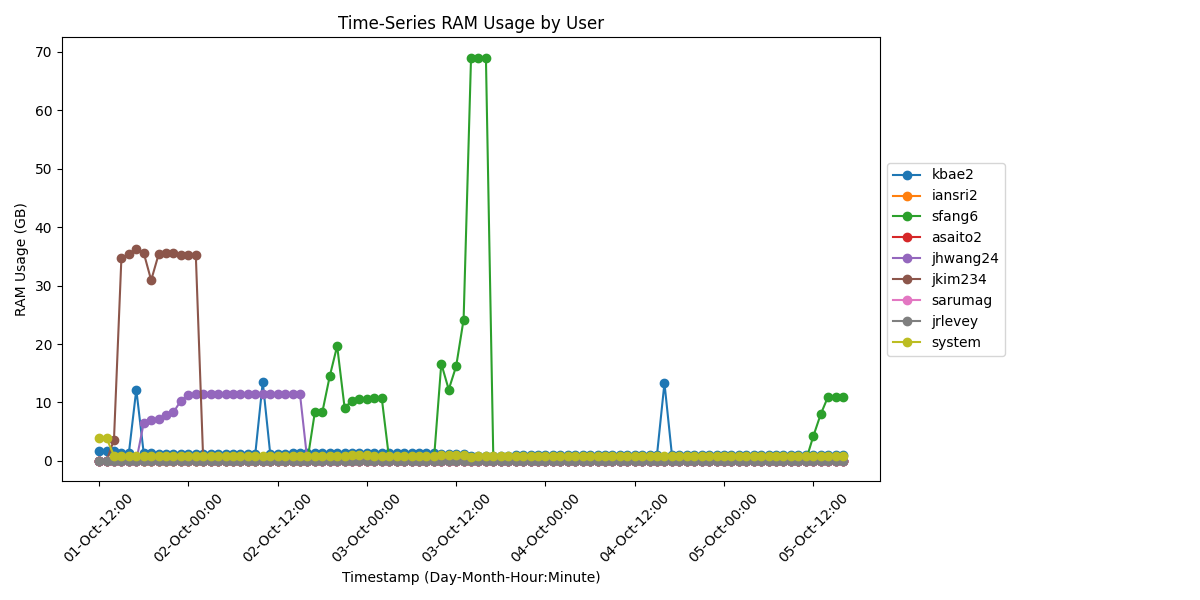 Time-Series RAM Usage by User
RAM Usage (GB)
70
60
50
40
30
20
10
0
01-Oct-12:00
02-Oct-00:00
02-Oct-12:00
03-Oct-00:00
03-Oct-12:00
04-Oct-00:00
04-Oct-12:00
05-Oct-00:00
05-Oct-12:00
Timestamp (Day-Month-Hour:Minute)
kbae2
iansri2
sfang6
asaito2
jhwang24
jkim234
sarumag
jrlevey
system